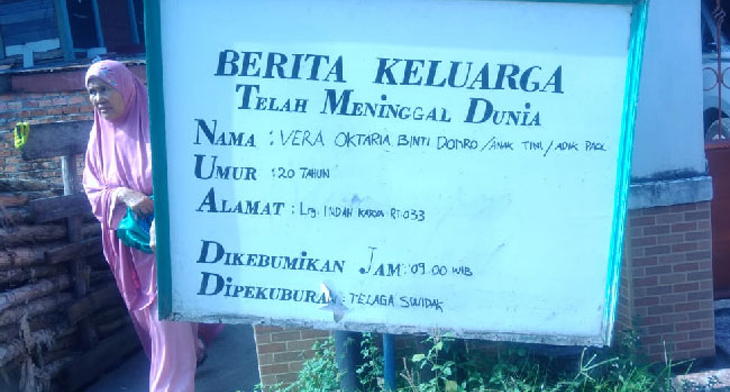 BERITA KELUARGA
TELAH MENINGGAL DUNIA
NAMA : VERA OKTARIA BINTI DONRO/ANAK TINI/ADIK PACK
UMUR : 20 TAHUN
ALAMAT : Lrg. INDAH KARYA RT.033
DIKEBUMIKAN JAM : 09.00 WIB
DIPEKUBURAN : TELAGA SWIDAK